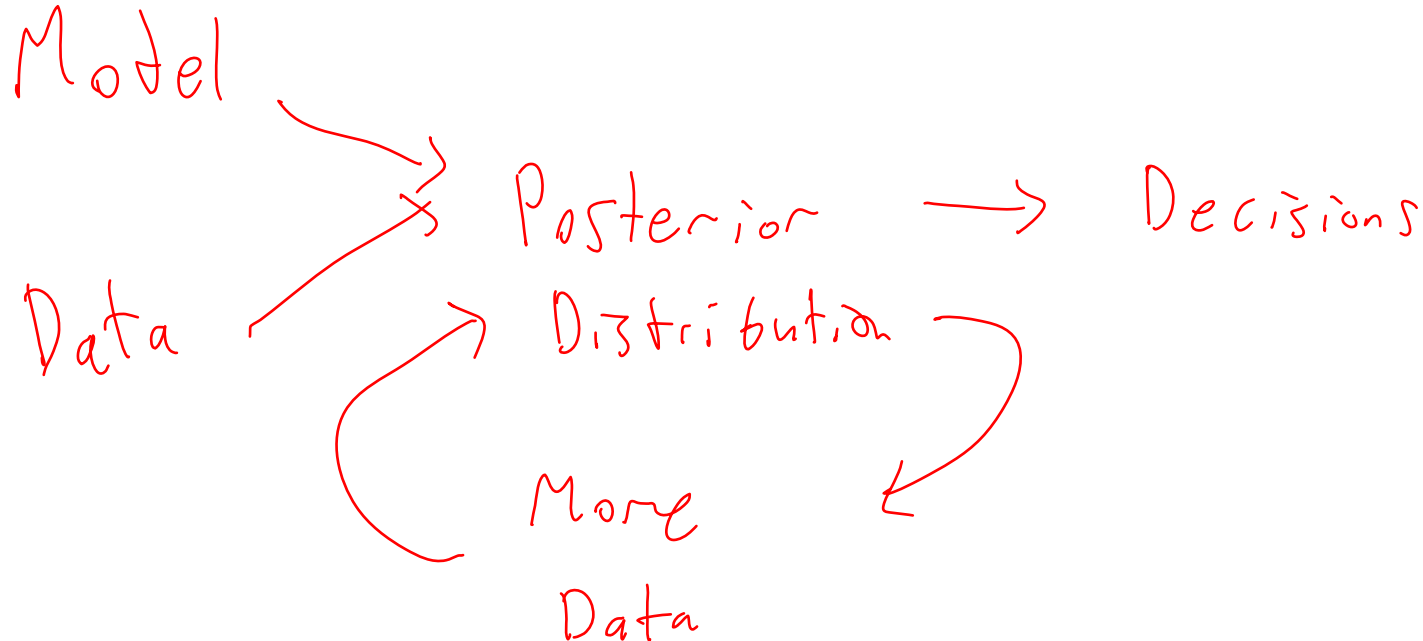 Model
Posterior
Decisions
Data
Distribution
More
Data